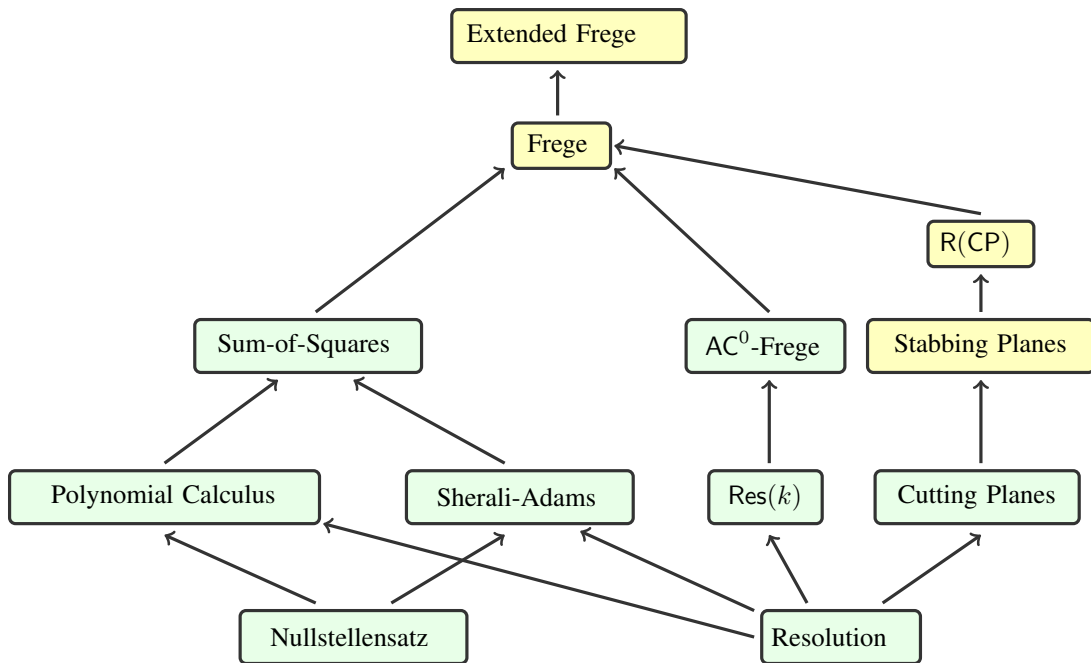 Extended Frege
Frege
R(CP)
Sum-of-Squares
AC⁰-Frege
Stabbing Planes
Polynomial Calculus
Sherali-Adams
Res(k)
Cutting Planes
Nullstellensatz
Resolution